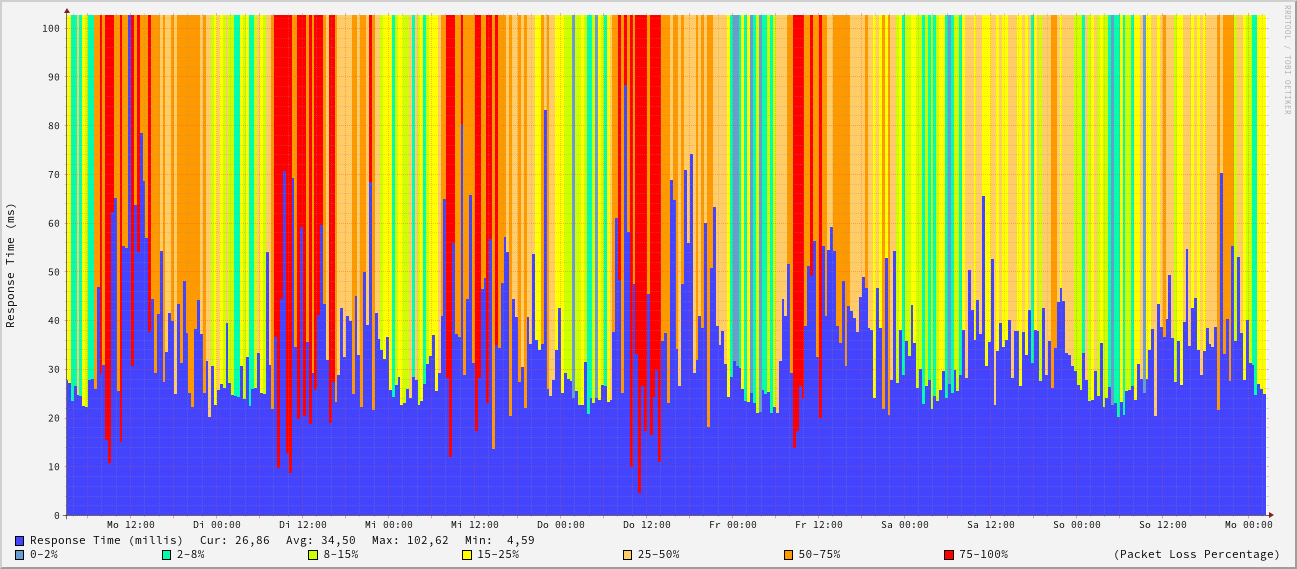 RRDTOOL / TOBI OETIKER
Response Time (ms)
100
90
80
70
60
50
40
30
20
10
0
Mo 12:00 Di 00:00 Di 12:00 Mi 00:00 Mi 12:00 Do 00:00 Do 12:00 Fr 00:00 Fr 12:00 Sa 00:00 Sa 12:00 So 00:00 So 12:00 Mo 00:00
Response Time (millis) Cur: 26,86 Avg: 34,50 Max: 102,62 Min: 4,59
0-2% 2-8% 8-15% 15-25% 25-50% 50-75% 75-100% (Packet Loss Percentage)